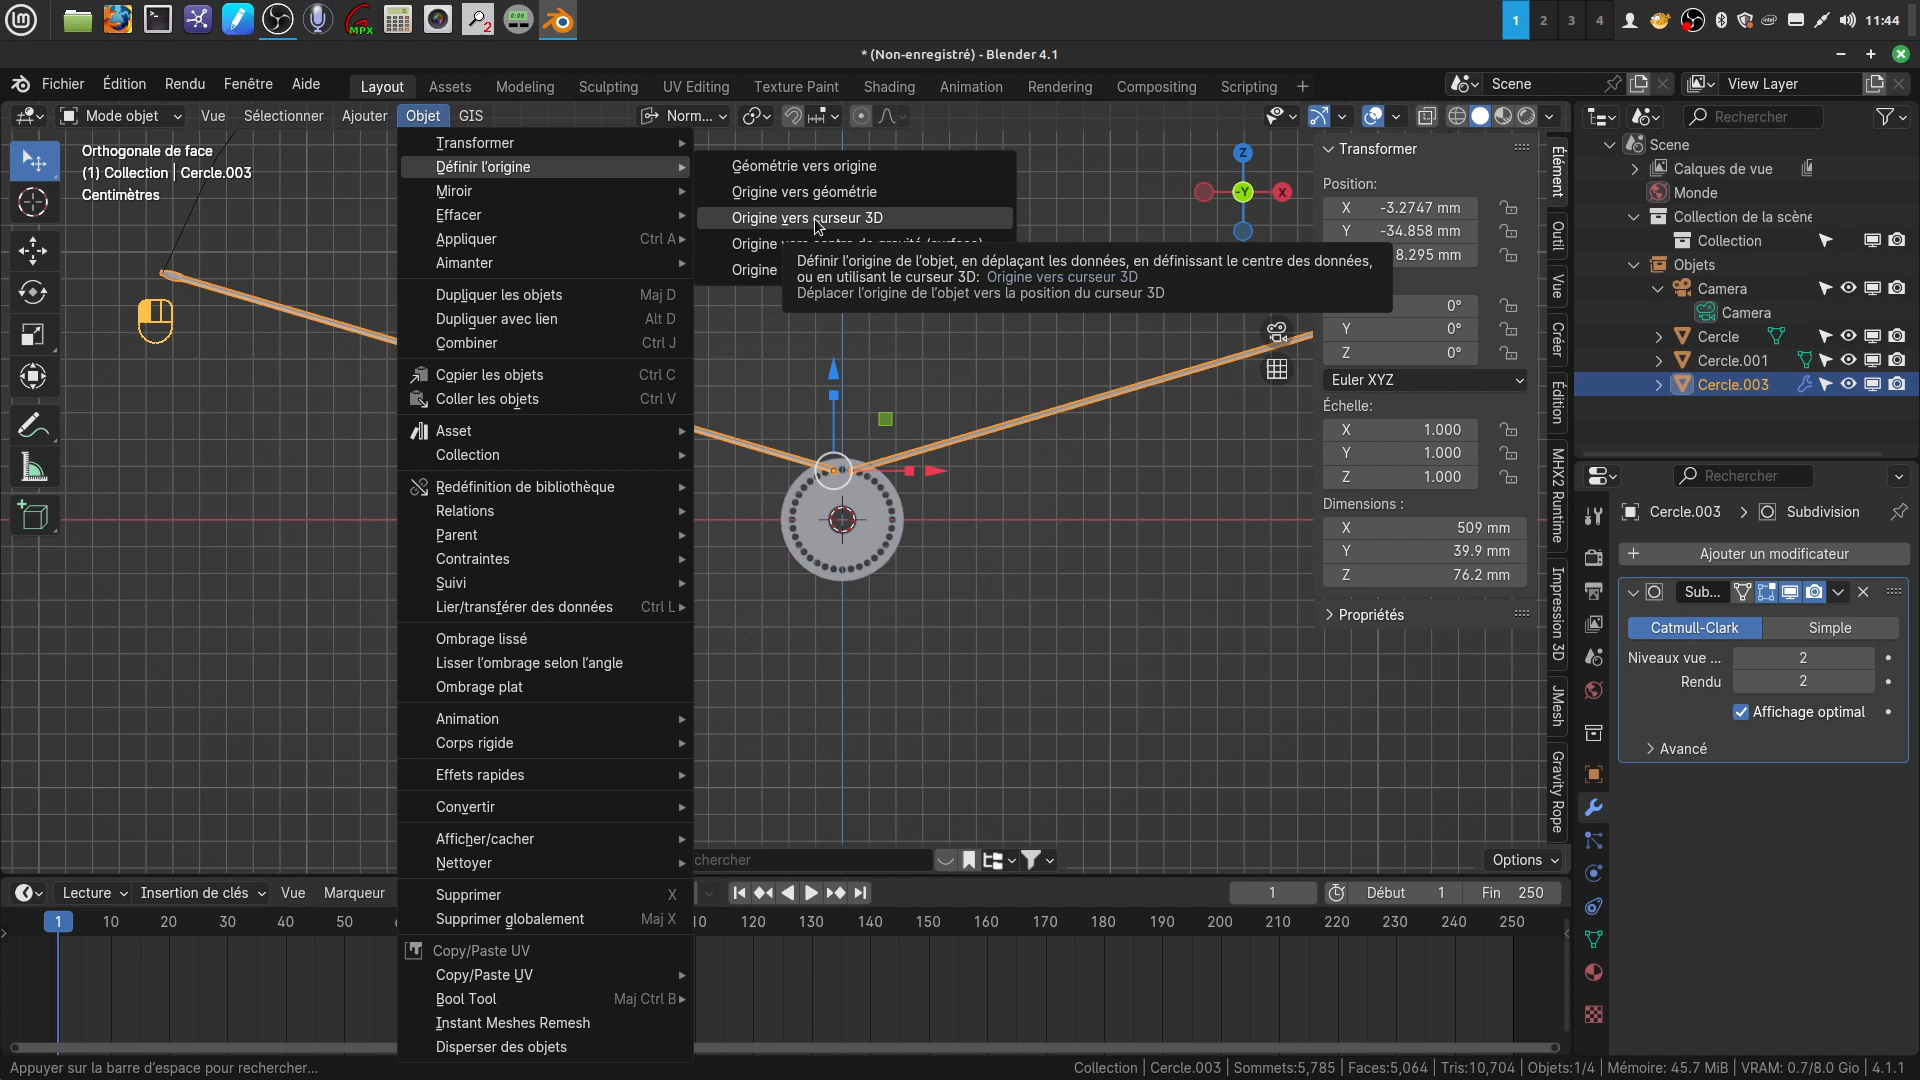 MPX
2
0:00
1
2
3
4
11:44
* (Non-enregistré) - Blender 4.1
Fichier
Édition
Rendu
Fenêtre
Aide
Layout
Assets
Modeling
Sculpting
UV Editing
Texture Paint
Shading
Animation
Rendering
Compositing
Scripting
+
Scene
View Layer
Mode objet
Vue
Sélectionner
Ajouter
Objet
GIS
Norm...
Rechercher
Orthogonale de face
(1) Collection | Cercle.003
Centimètres
Transformer
Définir l'origine
Miroir
Effacer
Appliquer Ctrl A
Aimanter
Dupliquer les objets Maj D
Dupliquer avec lien Alt D
Combiner Ctrl J
Copier les objets Ctrl C
Coller les objets Ctrl V
Asset
Collection
Redéfinition de bibliothèque
Relations
Parent
Contraintes
Suivi
Lier/transférer des données Ctrl L
Ombrage lissé
Lisser l'ombrage selon l'angle
Ombrage plat
Animation
Corps rigide
Effets rapides
Convertir
Afficher/cacher
Nettoyer
Supprimer X
Supprimer globalement Maj X
Copy/Paste UV
Copy/Paste UV
Bool Tool Maj Ctrl B
Instant Meshes Remesh
Disperser des objets
Géométrie vers origine
Origine vers géométrie
Origine vers curseur 3D
Origine vers centre de gravité (surface)
Origine
Définir l'origine de l'objet, en déplaçant les données, en définissant le centre des données,
ou en utilisant le curseur 3D: Origine vers curseur 3D
Déplacer l'origine de l'objet vers la position du curseur 3D
Z
-Y
X
Transformer
Position:
X -3.2747 mm
Y -34.858 mm
8.295 mm
0°
Y 0°
Z 0°
Euler XYZ
Échelle:
X 1.000
Y 1.000
Z 1.000
Dimensions :
X 509 mm
Y 39.9 mm
Z 76.2 mm
Propriétés
Élément
Outil
Vue
Créer
Édition
MHX2 Runtime
Impression 3D
JMesh
Gravity Rope
Scene
Calques de vue
Monde
Collection de la scène
Collection
Objets
Camera
Camera
Cercle
Cercle.001
Cercle.003
Rechercher
Cercle.003 > Subdivision
+ Ajouter un modificateur
Sub...
Catmull-Clark
Simple
Niveaux vue ... 2
Rendu 2
Affichage optimal
Avancé
chercher
Options
Lecture
Insertion de clés
Vue
Marqueur
1
Début 1
Fin 250
1 10 20 30 40 50 10 120 130 140 150 160 170 180 190 200 210 220 230 240 250
Appuyer sur la barre d'espace pour rechercher...
Collection | Cercle.003 | Sommets:5,785 | Faces:5,064 | Tris:10,704 | Objets:1/4 | Mémoire: 45.7 MiB | VRAM: 0.7/8.0 Gio | 4.1.1